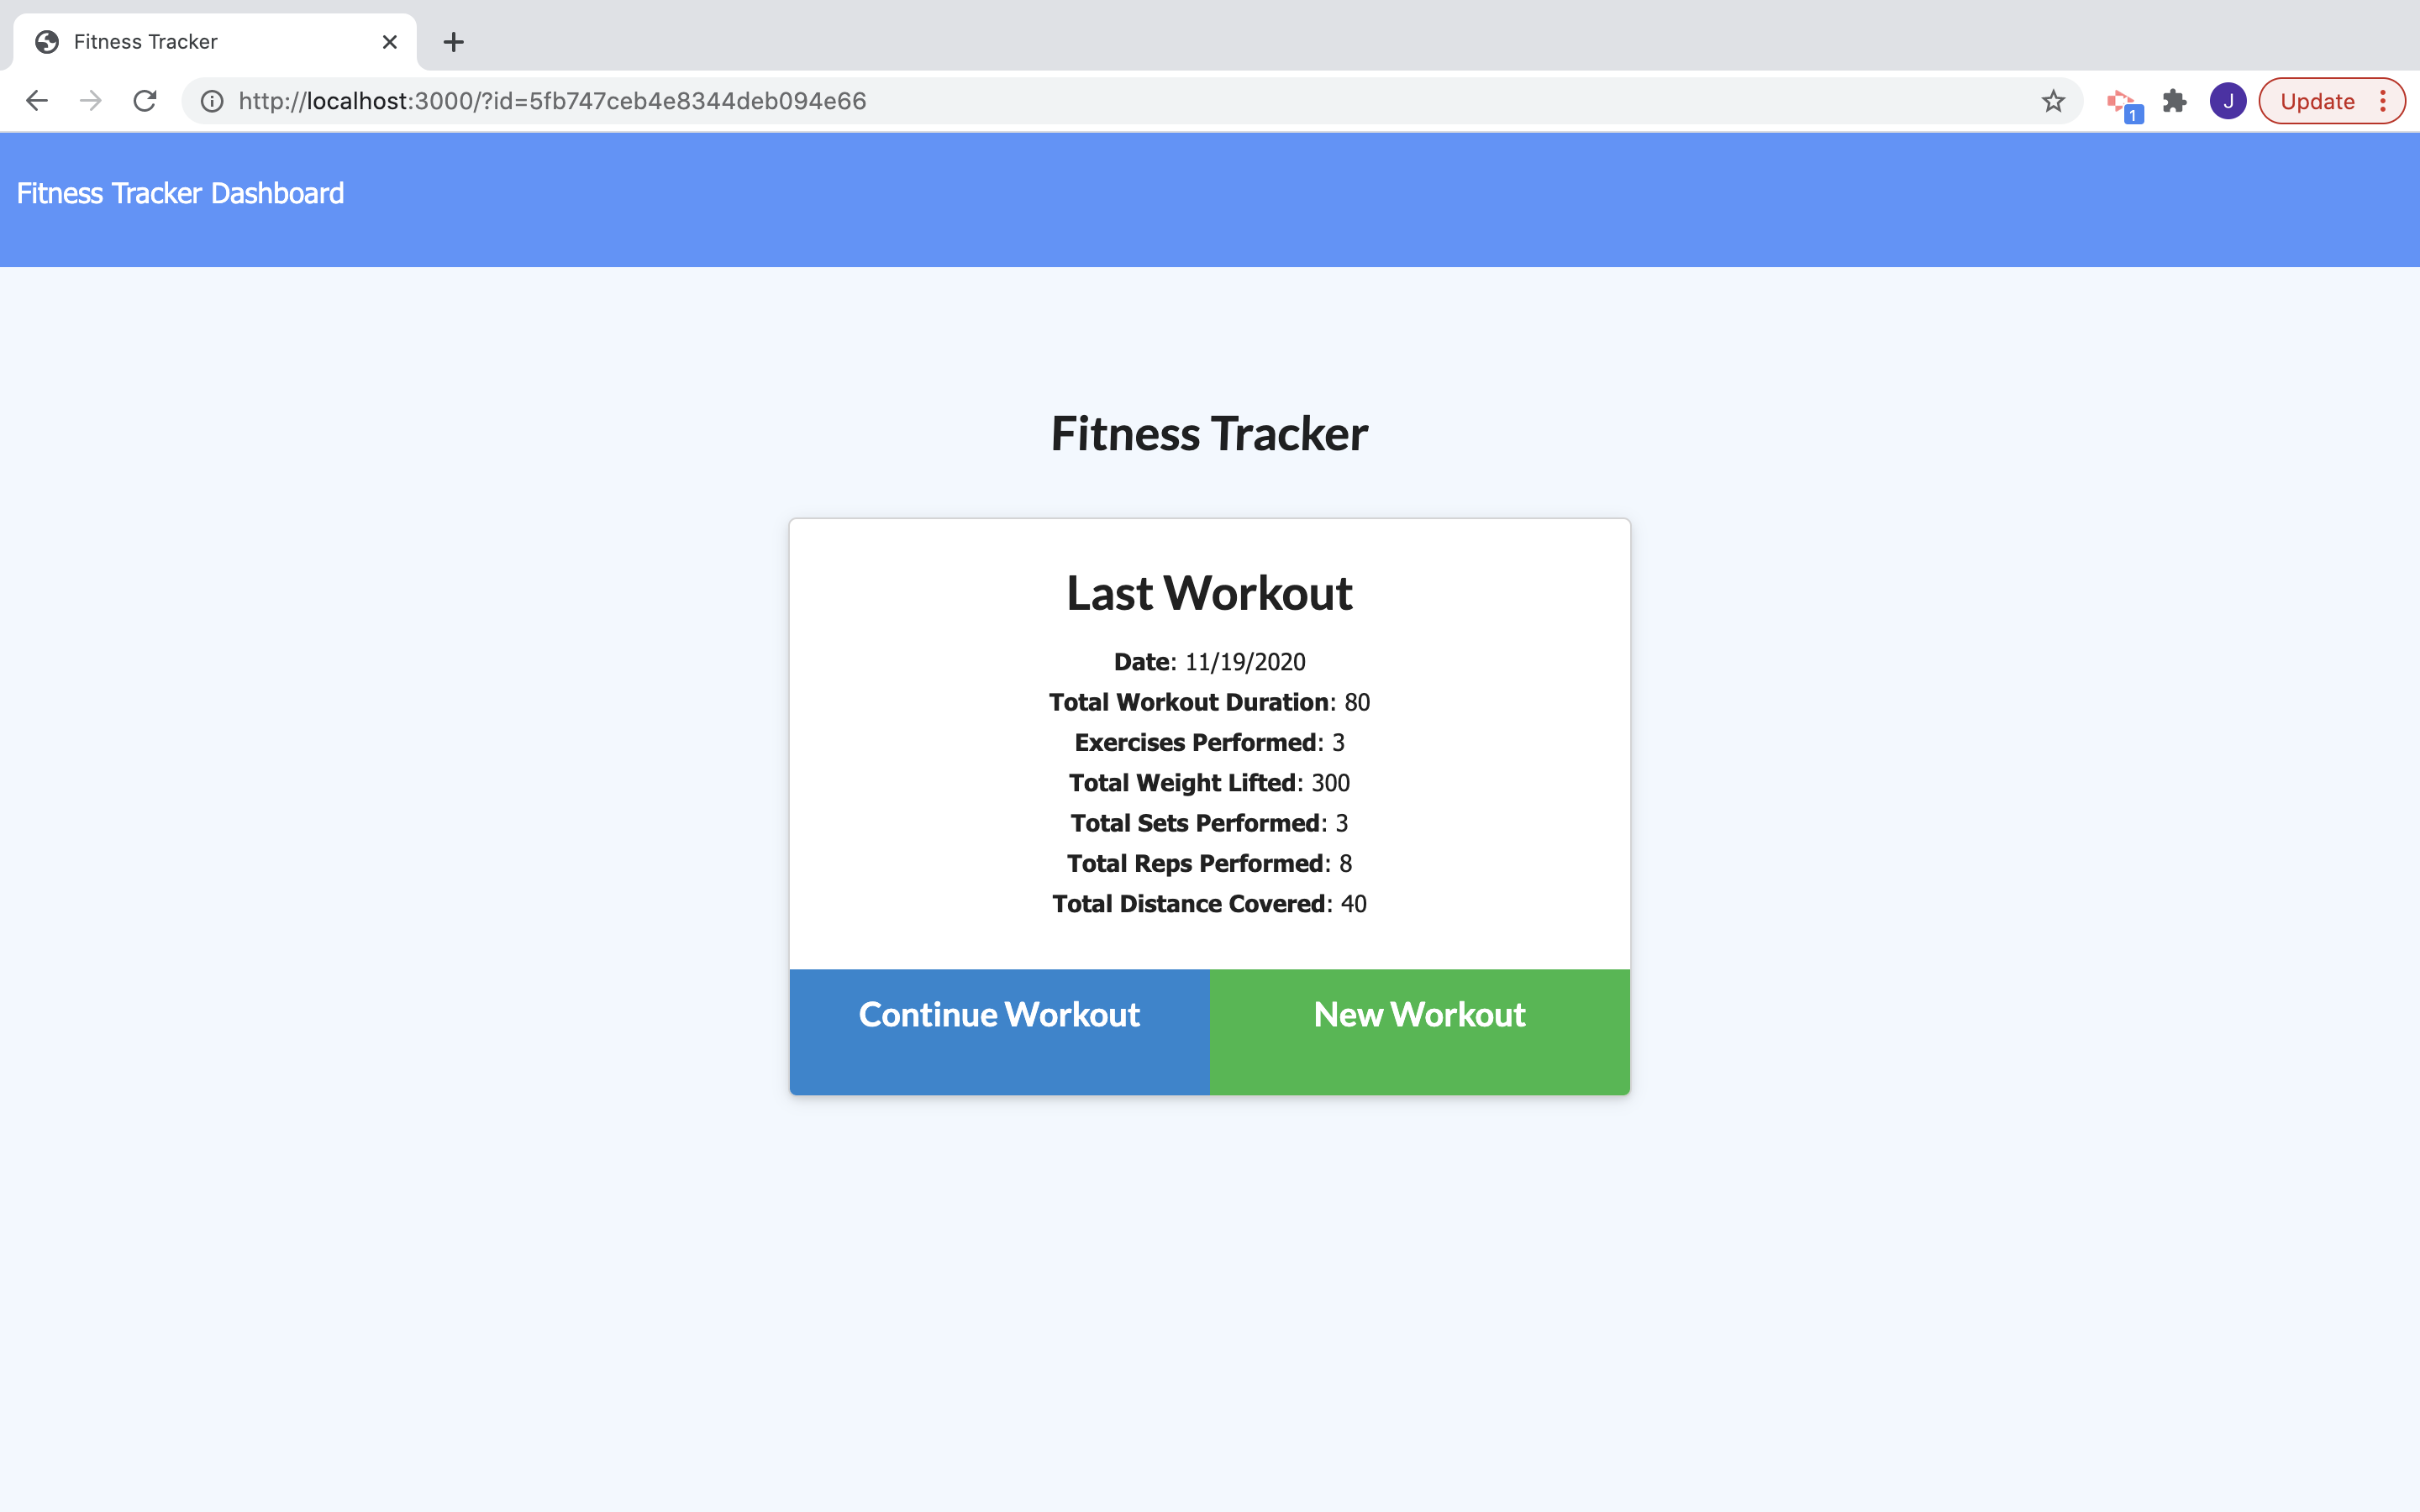 Fitness Tracker
http://localhost:3000/?id=5fb747ceb4e8344deb094e66
1
J
Update
Fitness Tracker Dashboard
Fitness Tracker
Last Workout
Date: 11/19/2020
Total Workout Duration: 80
Exercises Performed: 3
Total Weight Lifted: 300
Total Sets Performed: 3
Total Reps Performed: 8
Total Distance Covered: 40
Continue Workout
New Workout